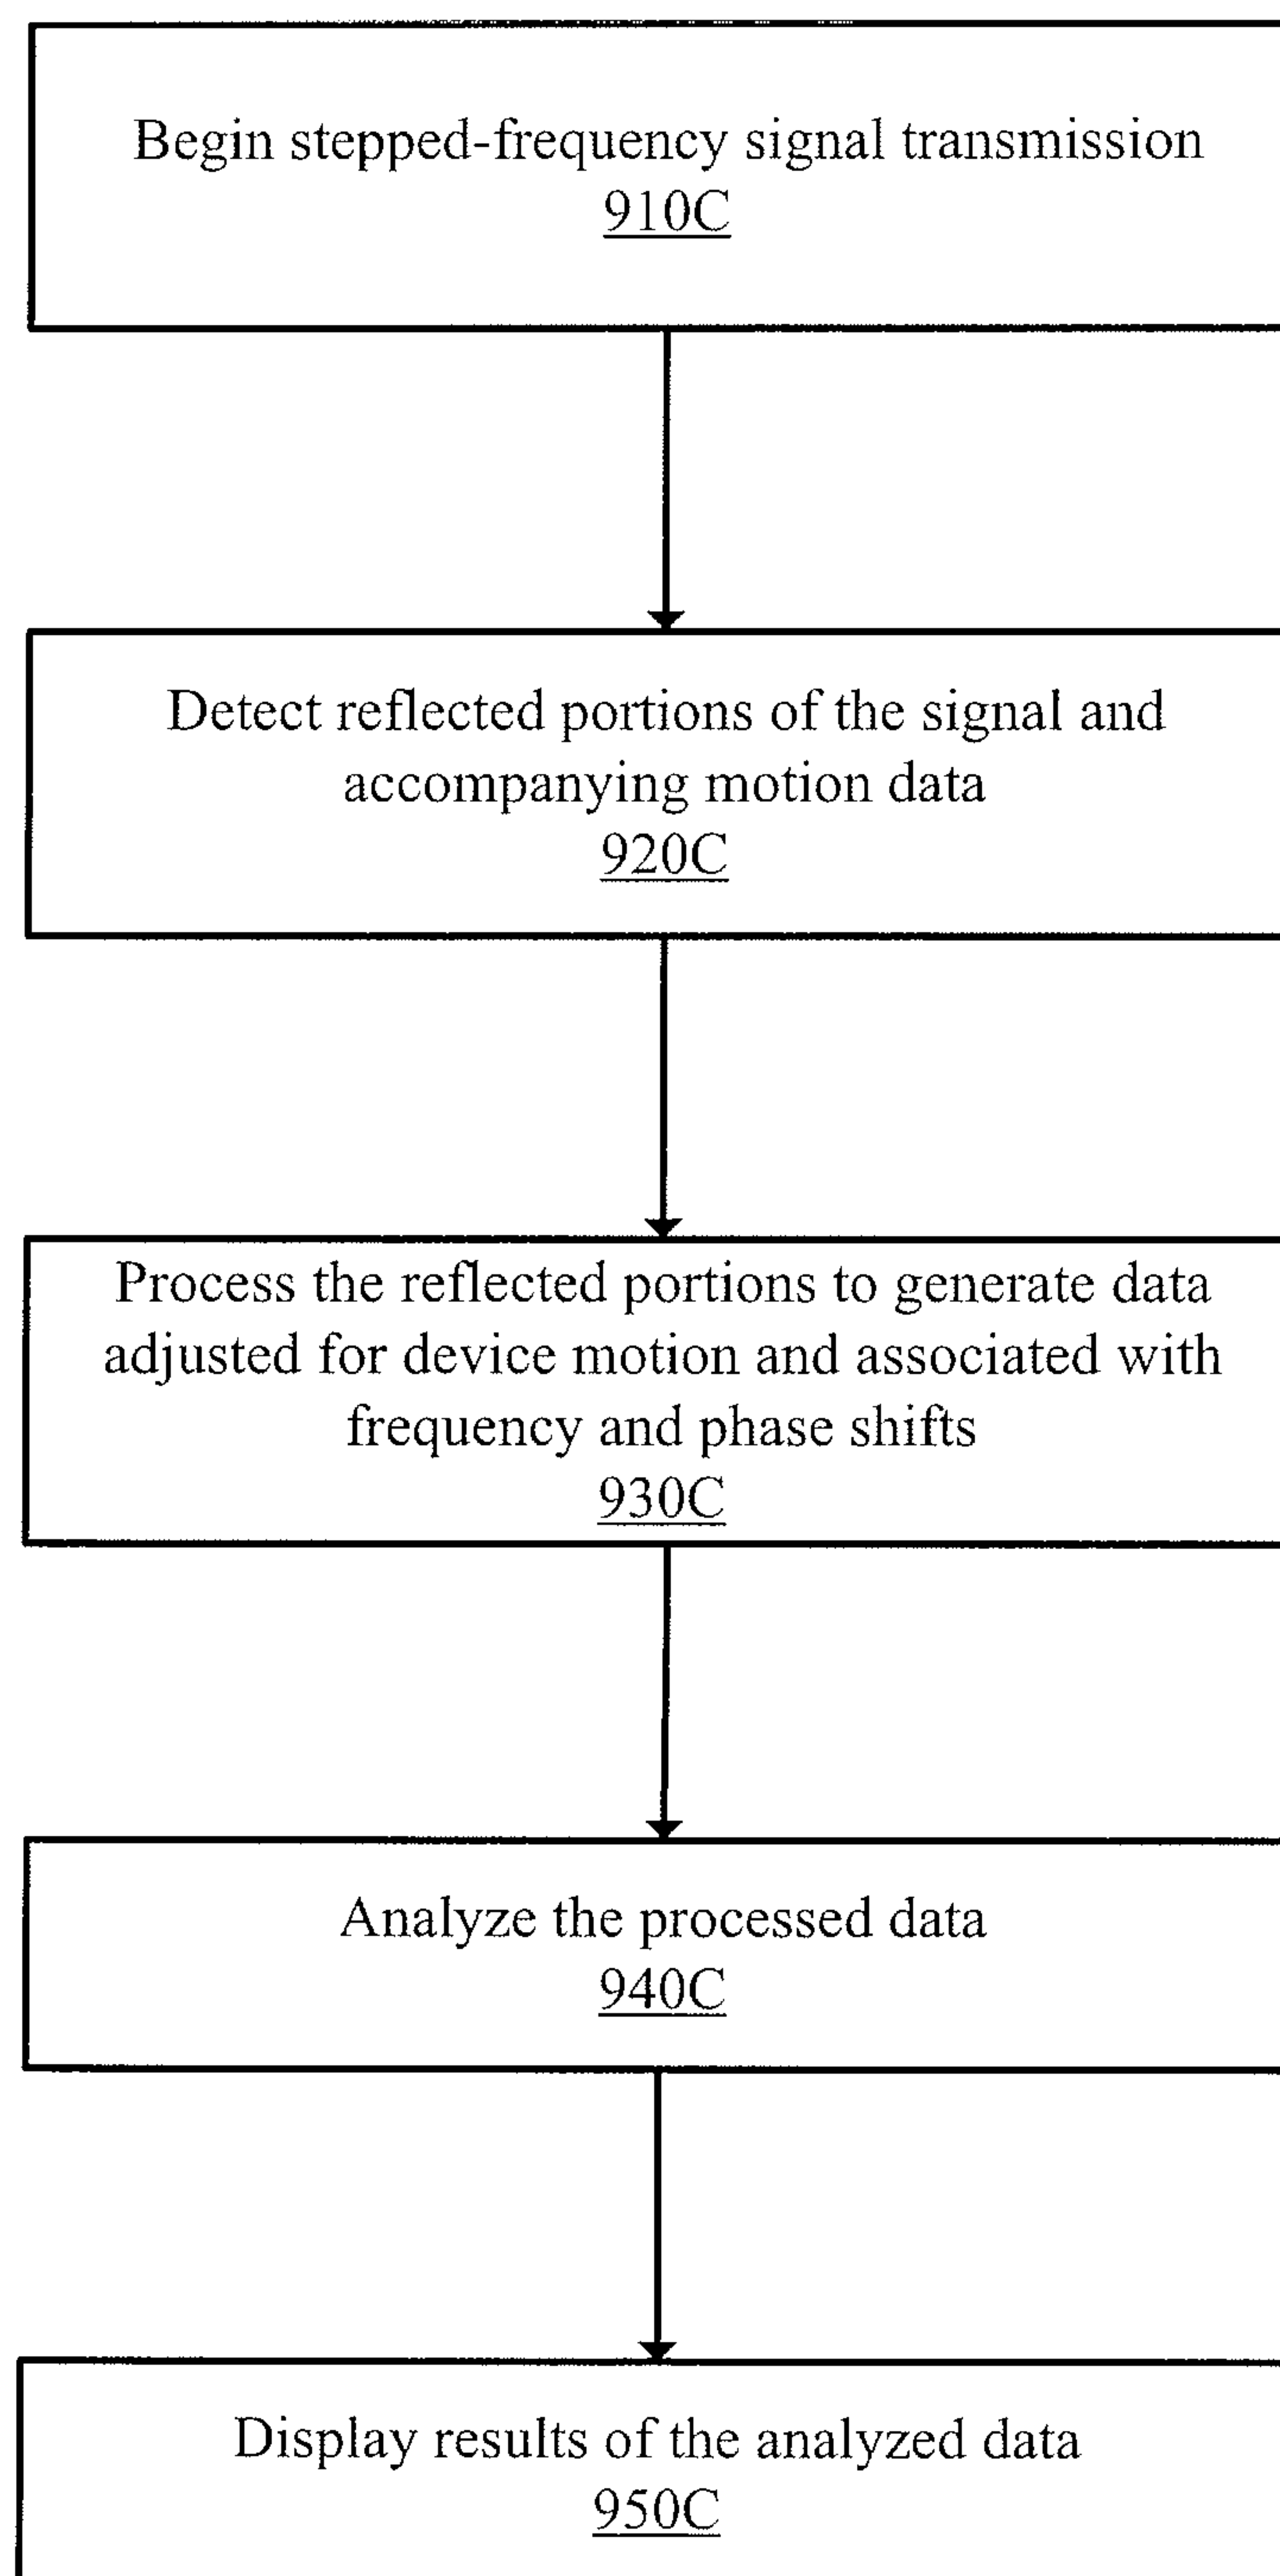 Begin stepped-frequency signal transmission
910C
Detect reflected portions of the signal and
accompanying motion data
920C
Process the reflected portions to generate data
adjusted for device motion and associated with
frequency and phase shifts
930C
Analyze the processed data
940C
Display results of the analyzed data
950C